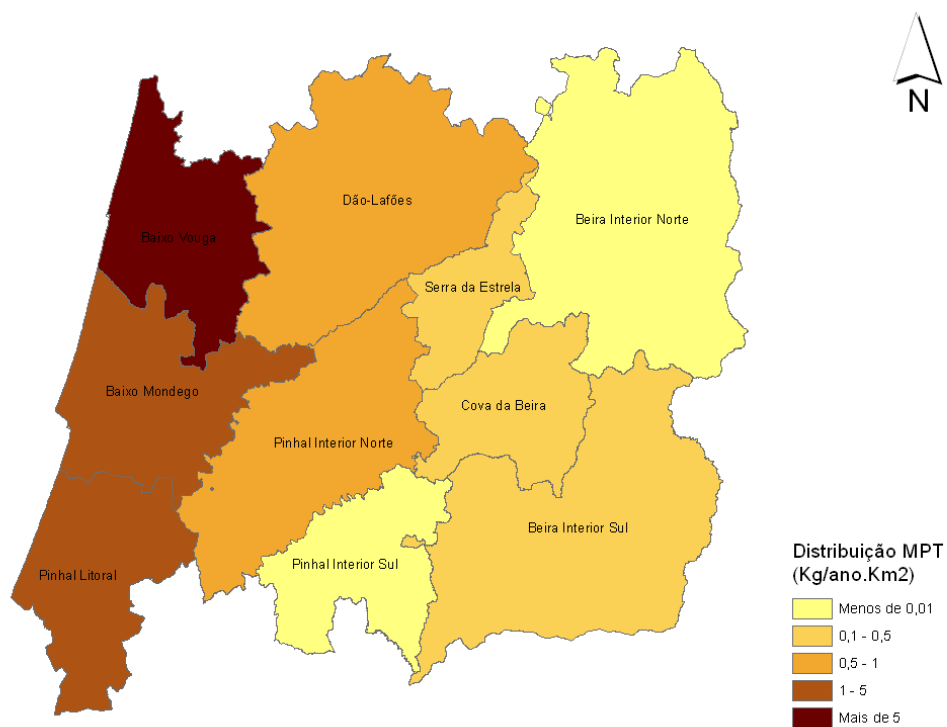 N
Dão-Lafões
Beira Interior Norte
Baixo Vouga
Serra da Estrela
Baixo Mondego
Cova da Beira
Pinhal Interior Norte
Beira Interior Sul
Pinhal Interior Sul
Pinhal Litoral
Distribuição MPT
(Kg/ano.Km2)
Menos de 0,01
0,1 - 0,5
0,5 - 1
1 - 5
Mais de 5